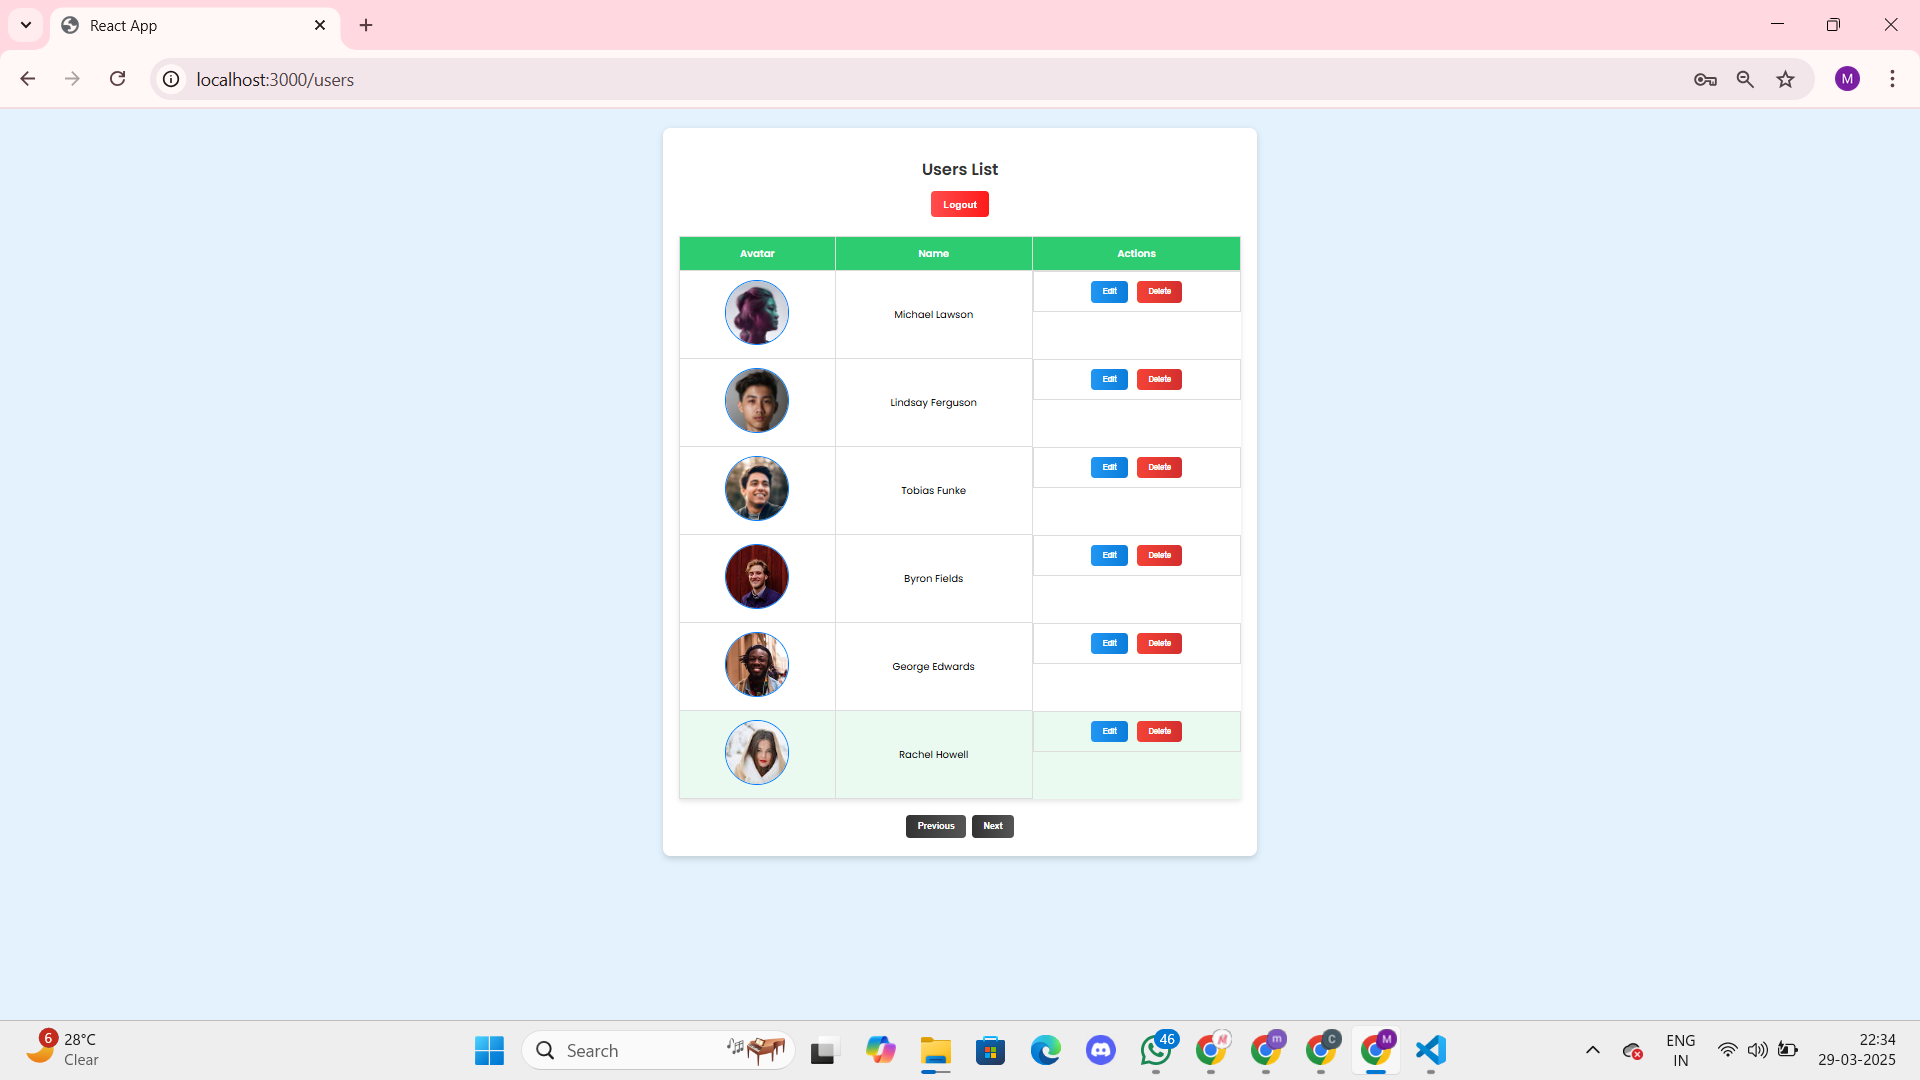 React App
localhost:3000/users
M
Users List
Logout
Avatar Name Actions
Michael Lawson Edit Delete
Lindsay Ferguson Edit Delete
Tobias Funke Edit Delete
Byron Fields Edit Delete
George Edwards Edit Delete
Rachel Howell Edit Delete
Previous Next
6 28°C
Clear
Search
46
m
C
M
ENG
IN
22:34
29-03-2025